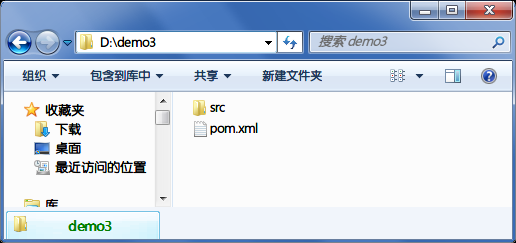 D:\demo3
搜索 demo3
组织 包含到库中 共享 新建文件夹
收藏夹
下载
桌面
最近访问的位置
库
src
pom.xml
demo3